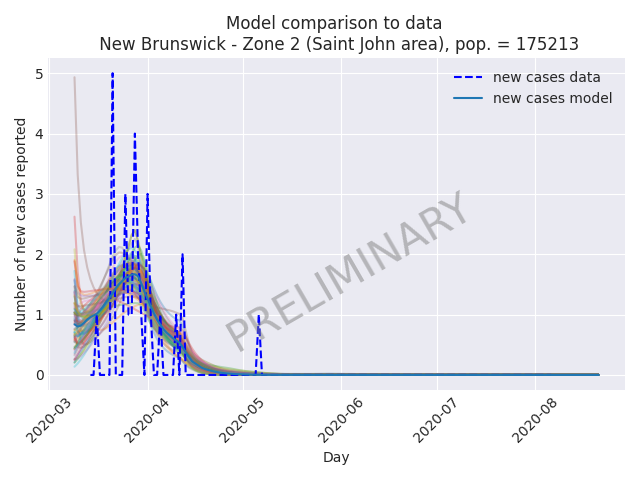 Model comparison to data
New Brunswick - Zone 2 (Saint John area), pop. = 175213
new cases data
new cases model
Number of new cases reported
5
4
3
2
1
0
PRELIMINARY
2020-03
2020-04
2020-05
2020-06
2020-07
2020-08
Day